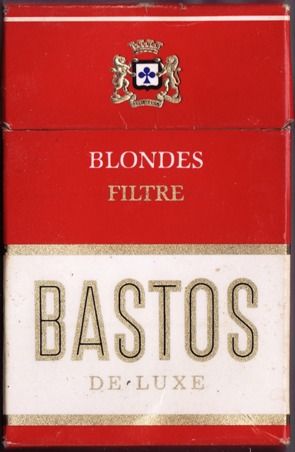 BLONDES
FILTRE
BASTOS
DE LUXE